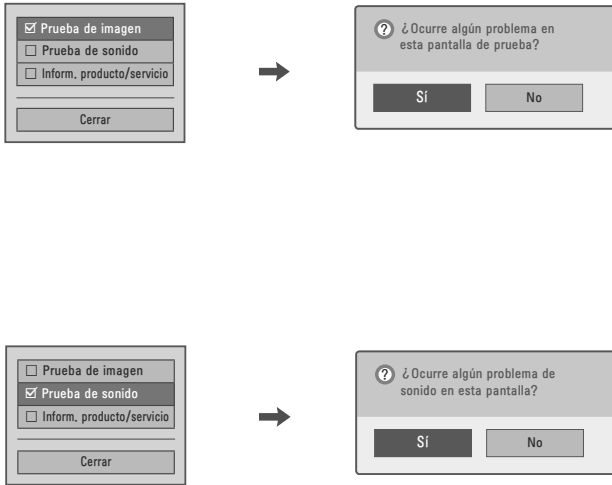 Prueba de imagen
Prueba de sonido
Inform. producto/servicio
Cerrar
¿Ocurre algún problema en
esta pantalla de prueba?
Sí
No
Prueba de imagen
Prueba de sonido
Inform. producto/servicio
Cerrar
¿Ocurre algún problema de
sonido en esta pantalla?
Sí
No